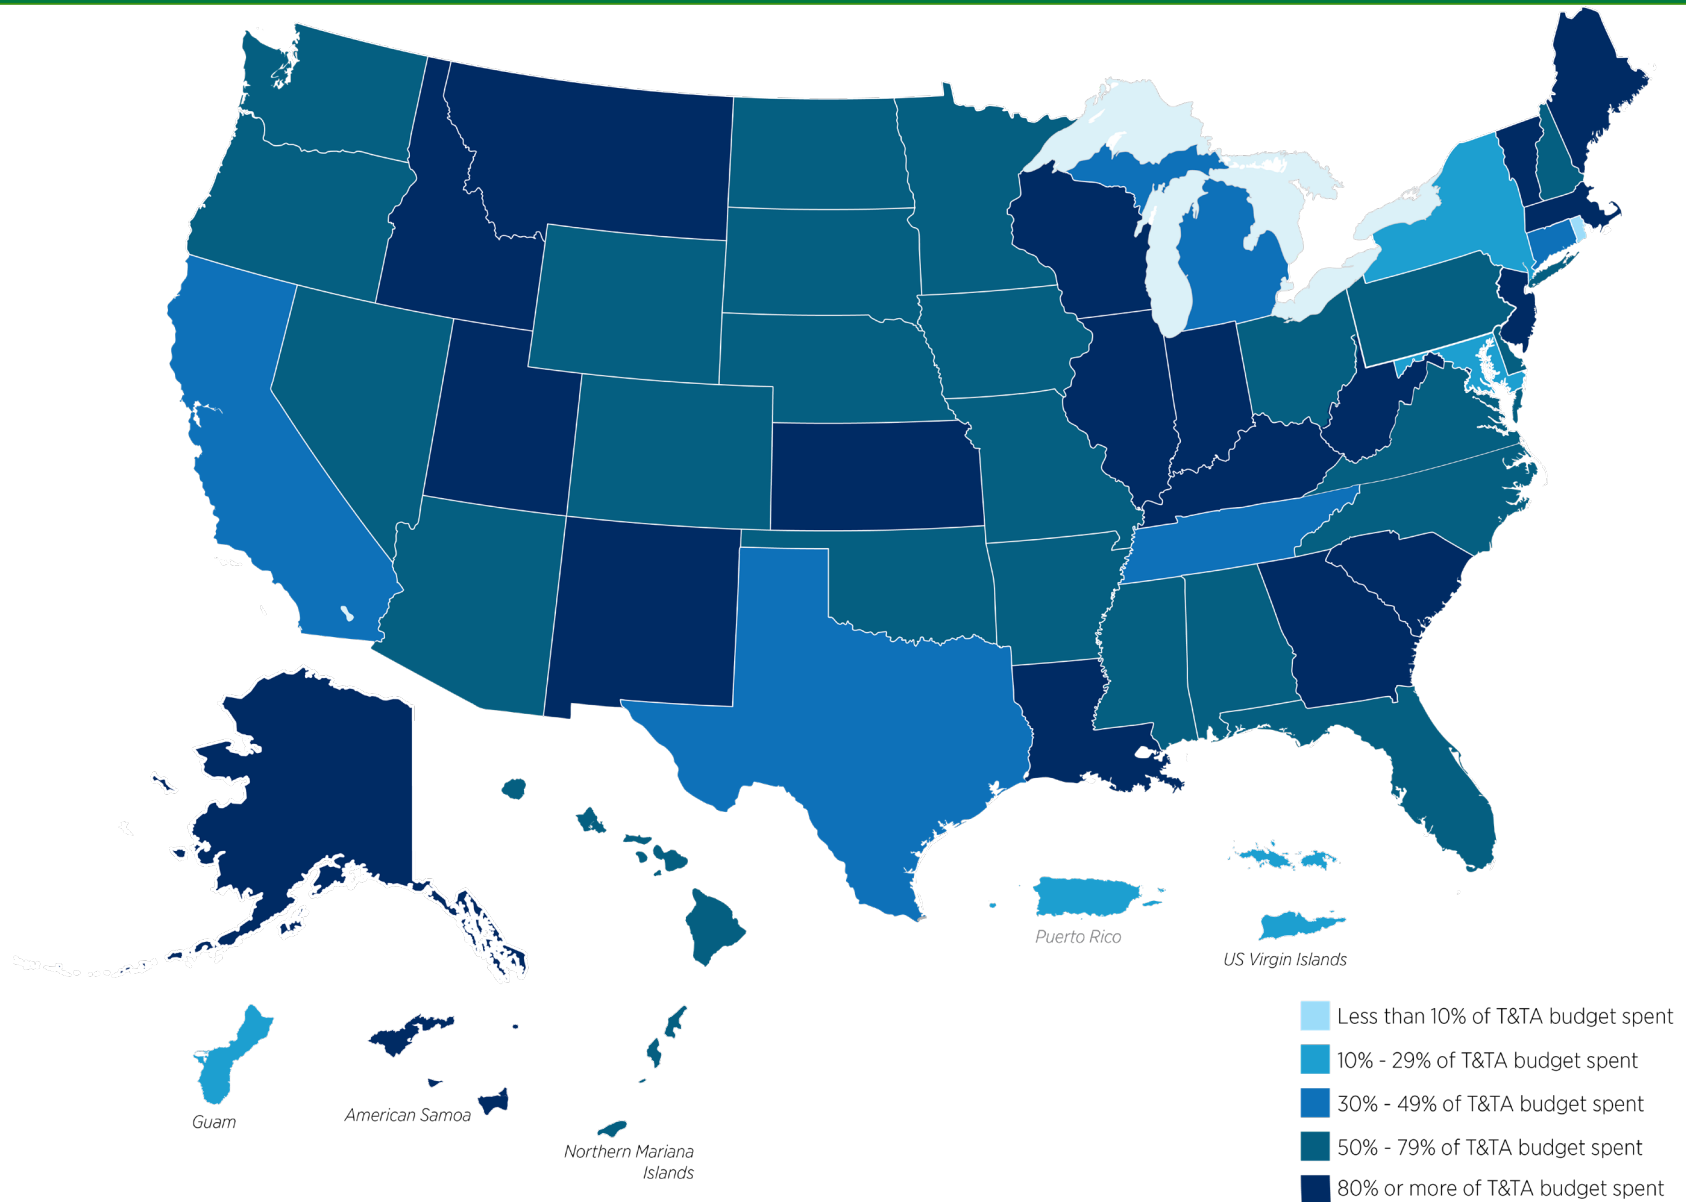 Puerto Rico
US Virgin Islands
Guam
American Samoa
Northern Mariana
Islands
Less than 10% of T&TA budget spent
10% - 29% of T&TA budget spent
30% - 49% of T&TA budget spent
50% - 79% of T&TA budget spent
80% or more of T&TA budget spent